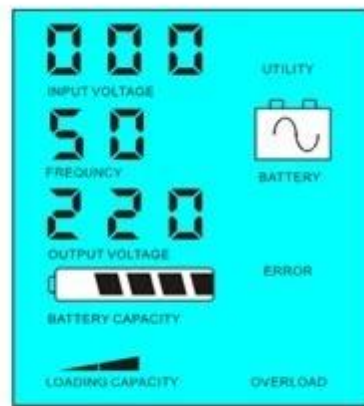 000
UTILITY
INPUT VOLTAGE
50
FREQUNCY
BATTERY
220
OUTPUT VOLTAGE
ERROR
BATTERY CAPACITY
LOADING CAPACITY
OVERLOAD